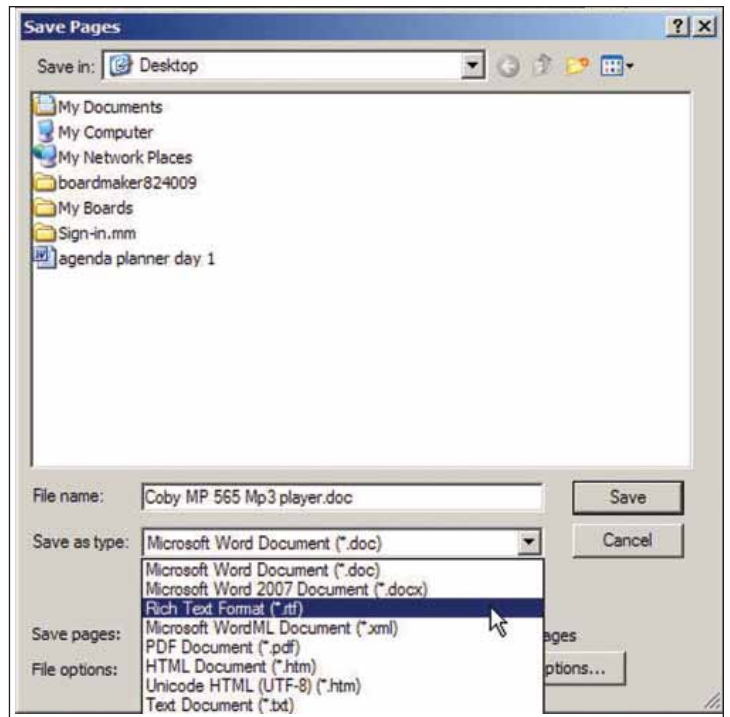 Save Pages
Save in: Desktop
My Documents
My Computer
My Network Places
boardmaker824009
My Boards
Sign-in.mm
agenda planner day 1
File name: Coby MP 565 Mp3 player.doc Save
Save as type: Microsoft Word Document (*.doc) Cancel
Microsoft Word Document (*.doc)
Microsoft Word 2007 Document (*.docx)
Rich Text Format (*.rtf)
Microsoft WordML Document (*.xml)
Save pages: ages
PDF Document (*.pdf)
HTML Document (*.htm)
File options: ptions...
Unicode HTML (UTF-8) (*.htm)
Text Document (*.txt)